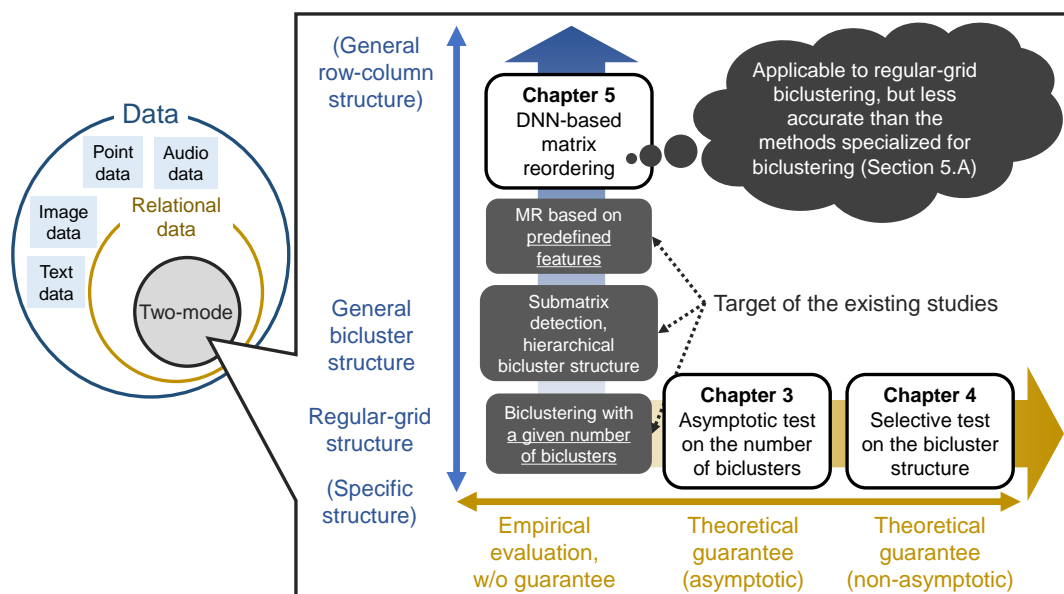 Data
Point
data
Audio
data
Image
data
Relational
data
Text
data
Two-mode
(General
row-column
structure)
General
bicluster
structure
Regular-grid
structure
(Specific
structure)
Chapter 5
DNN-based
matrix
reordering
Applicable to regular-grid
biclustering, but less
accurate than the
methods specialized for
biclustering (Section 5.A)
MR based on
predefined
features
Submatrix
detection,
hierarchical
bicluster structure
Target of the existing studies
Biclustering with
a given number
of biclusters
Chapter 3
Asymptotic test
on the number
of biclusters
Chapter 4
Selective test
on the bicluster
structure
Empirical
evaluation,
w/o guarantee
Theoretical
guarantee
(asymptotic)
Theoretical
guarantee
(non-asymptotic)